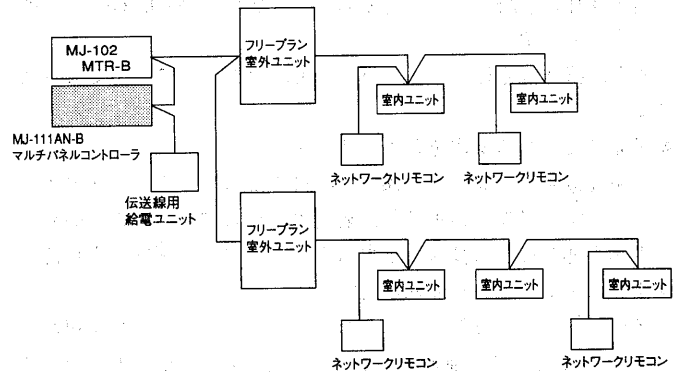 MJ-102
MTR-B
MJ-111AN-B
マルチパネルコントローラ
伝送線用
給電ユニット
フリープラン
室外ユニット
室内ユニット
室内ユニット
ネットワークトリモコン
ネットワークリモコン
フリープラン
室外ユニット
室内ユニット
室内ユニット
室内ユニット
ネットワークリモコン
ネットワークリモコン